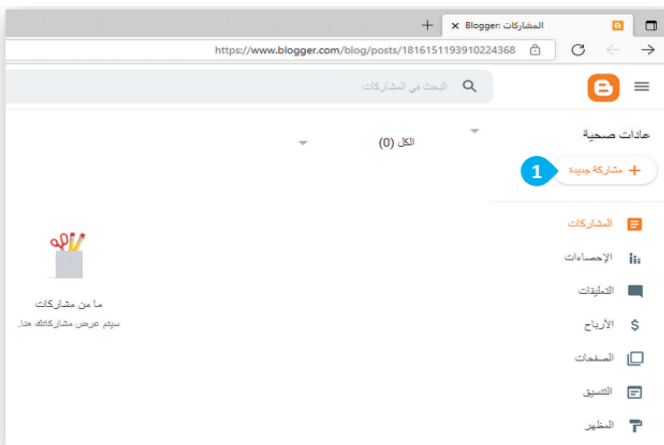 المشاركات :Blogger
https://www.blogger.com/blog/posts/1816151193910224368
البحث في المشاركات
عادات صحية
الكل (0)
+ مشاركة جديدة
1
المشاركات
الإحصاءات
التعليقات
الأرباح
الصفحات
التنسيق
المظهر
ما من مشاركات
سيتم عرض مشاركاتك هنا.